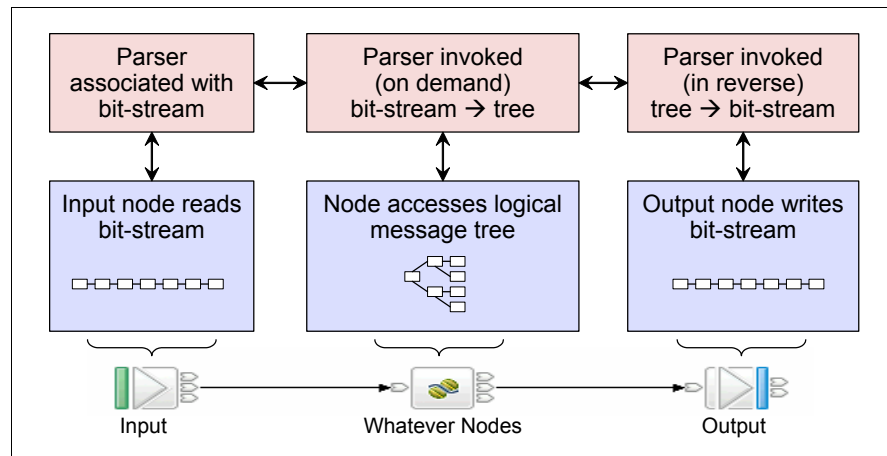 Parser
associated with
bit-stream
Parser invoked
(on demand)
bit-stream → tree
Parser invoked
(in reverse)
tree → bit-stream
Input node reads
bit-stream
Node accesses logical
message tree
Output node writes
bit-stream
Input
Whatever Nodes
Output